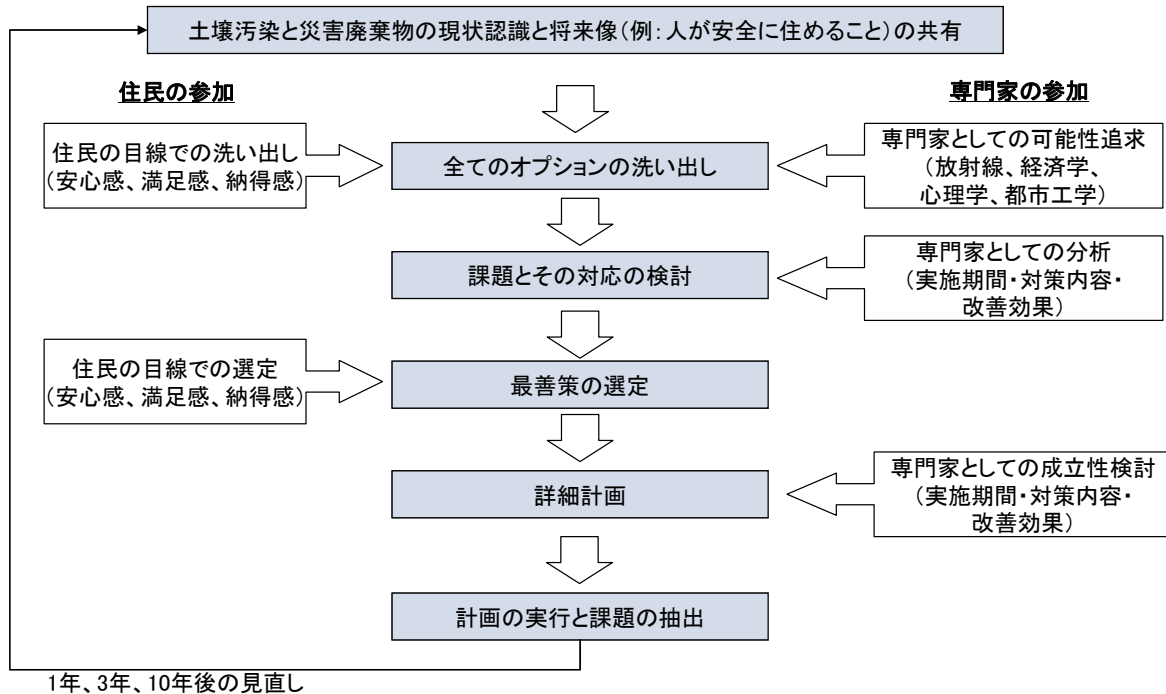 土壌汚染と災害廃棄物の現状認識と将来像(例:人が安全に住めること)の共有
住民の参加
専門家の参加
住民の目線での洗い出し
(安心感、満足感、納得感)
全てのオプションの洗い出し
専門家としての可能性追求
(放射線、経済学、
心理学、都市工学)
課題とその対応の検討
専門家としての分析
(実施期間・対策内容・
改善効果)
住民の目線での選定
(安心感、満足感、納得感)
最善策の選定
詳細計画
専門家としての成立性検討
(実施期間・対策内容・
改善効果)
計画の実行と課題の抽出
1年、3年、10年後の見直し